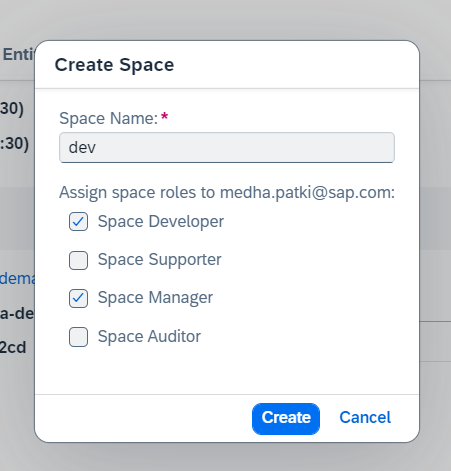 Enti
30)
:30)
Create Space
Space Name:*
dev
Assign space roles to medha.patki@sap.com:
Space Developer
Space Supporter
Space Manager
Space Auditor
dema
a-de
2cd
Create
Cancel